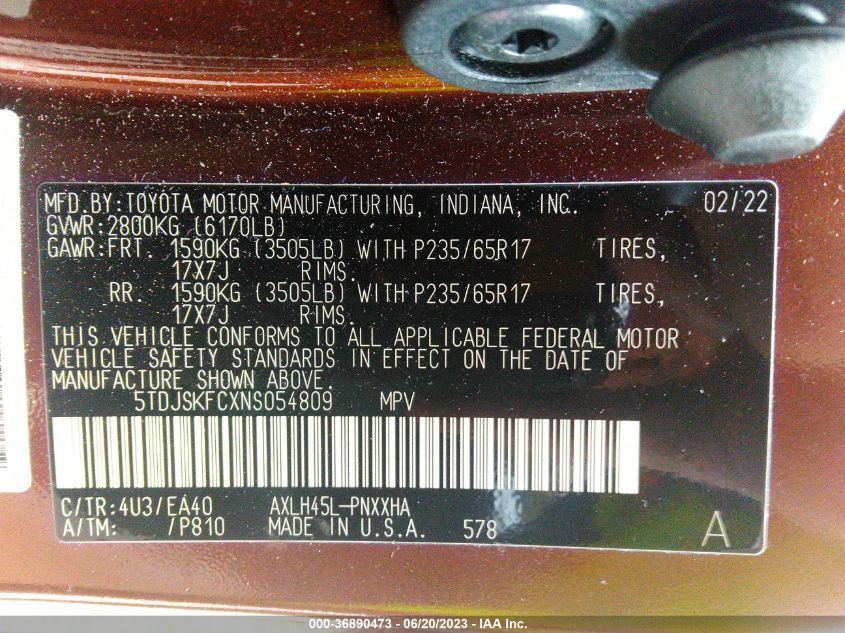 MFD.BY:TOYOTA MOTOR MANUFACTURING, INDIANA, INC. 02/22
GVWR:2800KG (6170LB)
GAWR:FRT. 1590KG (3505LB) WITH P235/65R17 TIRES,
17X7J RIMS.
RR. 1590KG (3505LB) WITH P235/65R17 TIRES,
17X7J RIMS.
THIS VEHICLE CONFORMS TO ALL APPLICABLE FEDERAL MOTOR
VEHICLE SAFETY STANDARDS IN EFFECT ON THE DATE OF
MANUFACTURE SHOWN ABOVE.
5TDJSKFCXNS054809 MPV
C/TR:4U3/EA40 AXLH45L-PNXXHA
A/TM: /P810 MADE IN U.S.A. 578 A
000-36890473 - 06/20/2023 - IAA Inc.